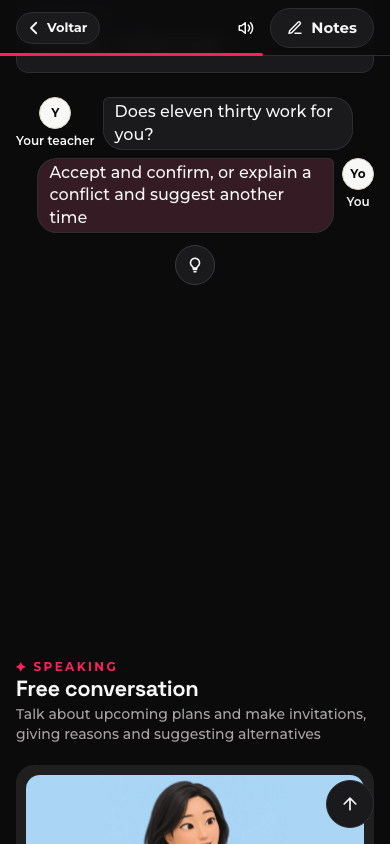 Voltar
Notes
Y
Your teacher
Does eleven thirty work for
you?
Accept and confirm, or explain a
conflict and suggest another
time
Yo
You
SPEAKING
Free conversation
Talk about upcoming plans and make invitations,
giving reasons and suggesting alternatives